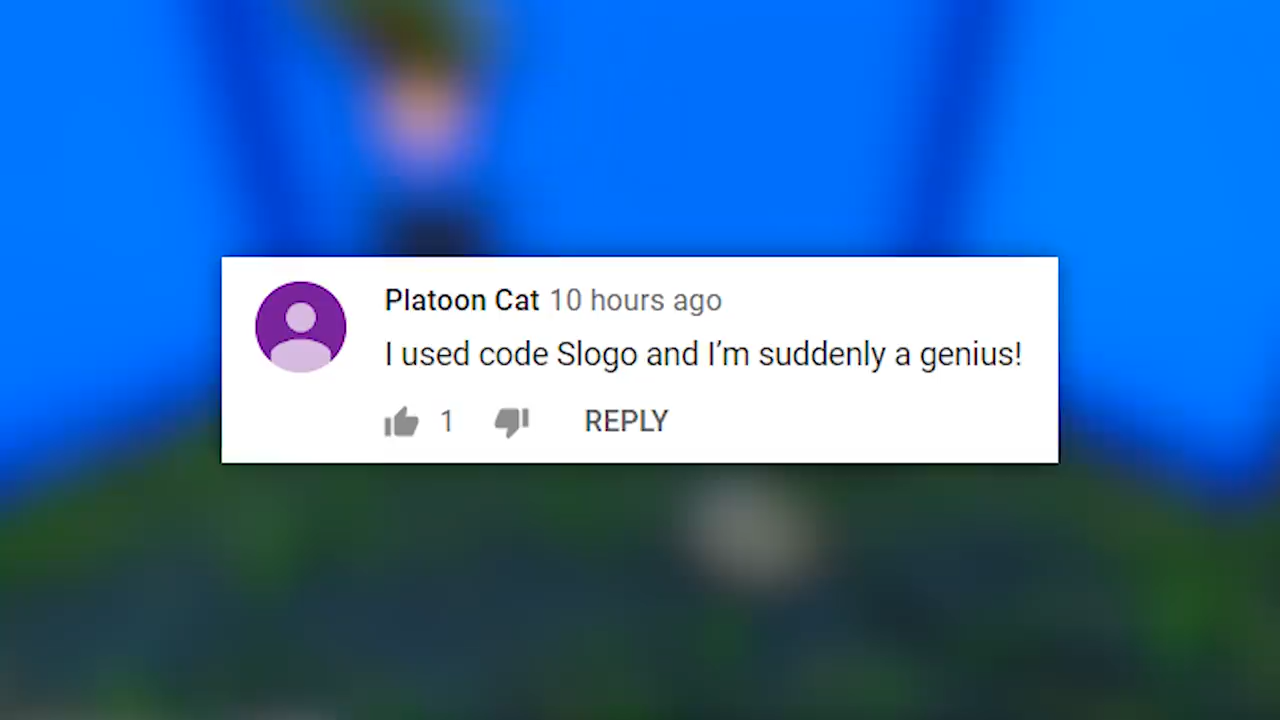 Platoon Cat 10 hours ago
I used code Slogo and I’m suddenly a genius!
1 REPLY